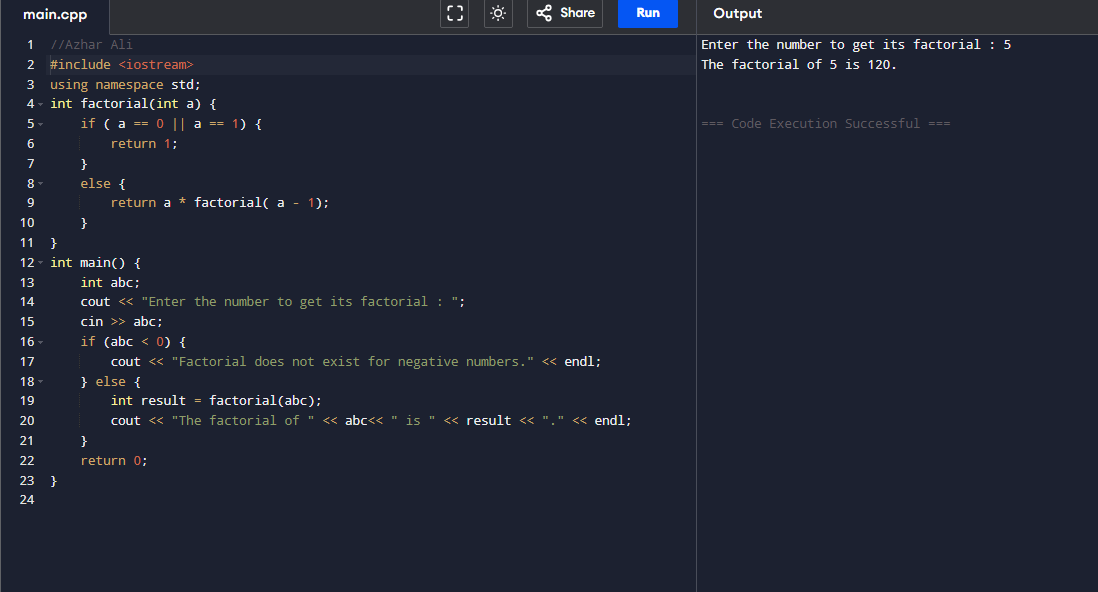 main.cpp
Share
Run
Output
1 //Azhar Ali
2 #include <iostream>
3 using namespace std;
4 int factorial(int a) {
5     if ( a == 0 || a == 1) {
6         return 1;
7     }
8     else {
9         return a * factorial( a - 1);
10     }
11 }
12 int main() {
13     int abc;
14     cout << "Enter the number to get its factorial : ";
15     cin >> abc;
16     if (abc < 0) {
17         cout << "Factorial does not exist for negative numbers." << endl;
18     } else {
19         int result = factorial(abc);
20         cout << "The factorial of " << abc<< " is " << result << "." << endl;
21     }
22     return 0;
23 }
24
Enter the number to get its factorial : 5
The factorial of 5 is 120.
=== Code Execution Successful ===